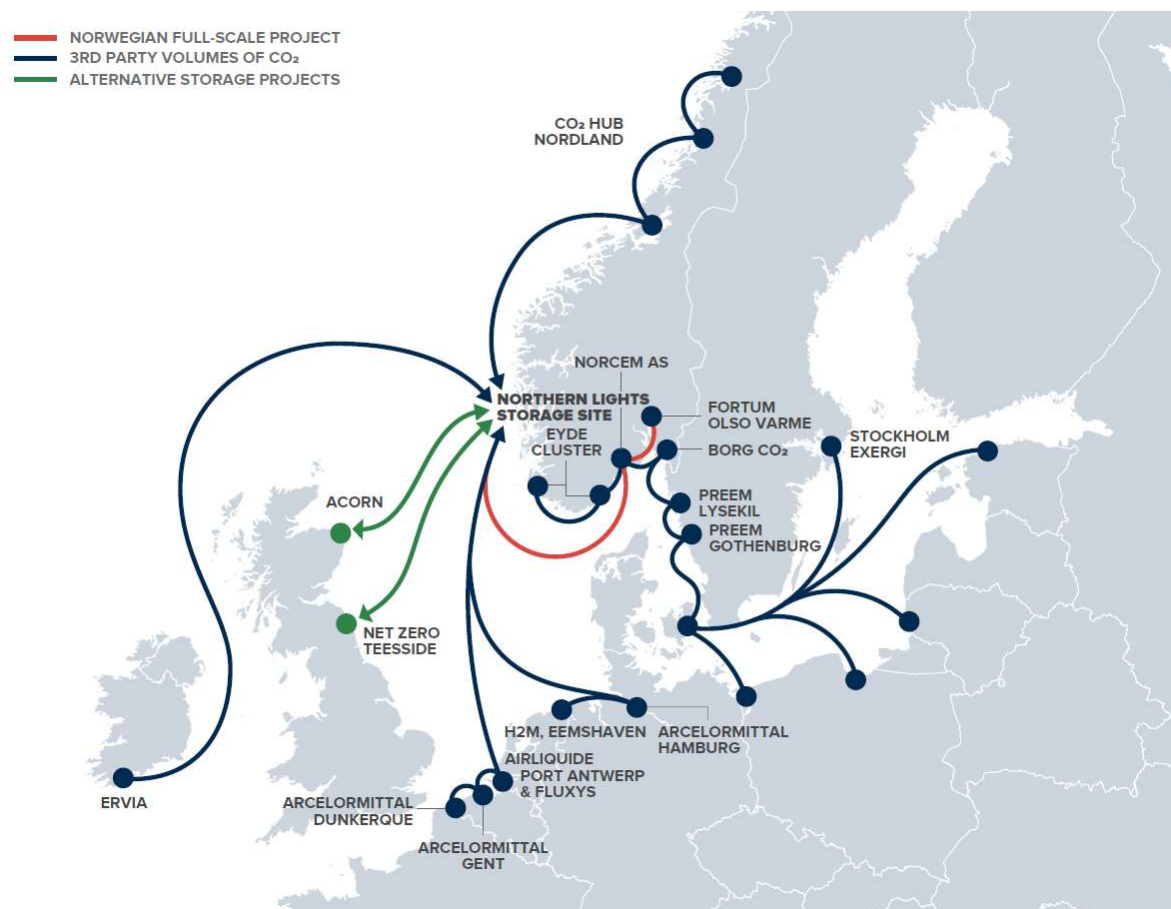 NORWEGIAN FULL-SCALE PROJECT
3RD PARTY VOLUMES OF CO₂
ALTERNATIVE STORAGE PROJECTS
CO₂ HUB
NORDLAND
NORCEM AS
NORTHERN LIGHTS
STORAGE SITE
EYDE
CLUSTER
FORTUM
OLSO VARME
BORG CO₂
STOCKHOLM
EXERGI
PREEM
LYSEKIL
PREEM
GOTHENBURG
ACORN
NET ZERO
TEESSIDE
H2M, EEMSHAVEN
ARCELORMITTAL
HAMBURG
AIRLIQUIDE
PORT ANTWERP
& FLUXYS
ERVIA
ARCELORMITTAL
DUNKERQUE
ARCELORMITTAL
GENT